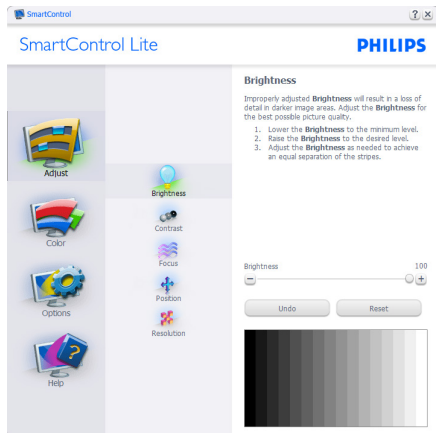 SmartControl
? ×
SmartControl Lite
PHILIPS
Adjust
Color
Options
Help
Brightness
Contrast
Focus
Position
Resolution
Brightness
Improperly adjusted Brightness will result in a loss of
detail in darker image areas. Adjust the Brightness for
the best possible picture quality.
1. Lower the Brightness to the minimum level.
2. Raise the Brightness to the desired level.
3. Adjust the Brightness as needed to achieve
an equal separation of the stripes.
Brightness 100
Undo Reset